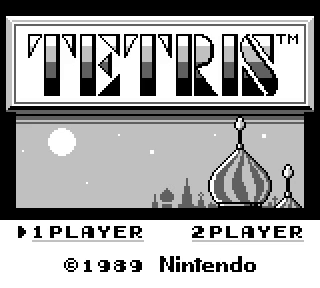 TETRIS™
1PLAYER 2PLAYER
©1989 Nintendo